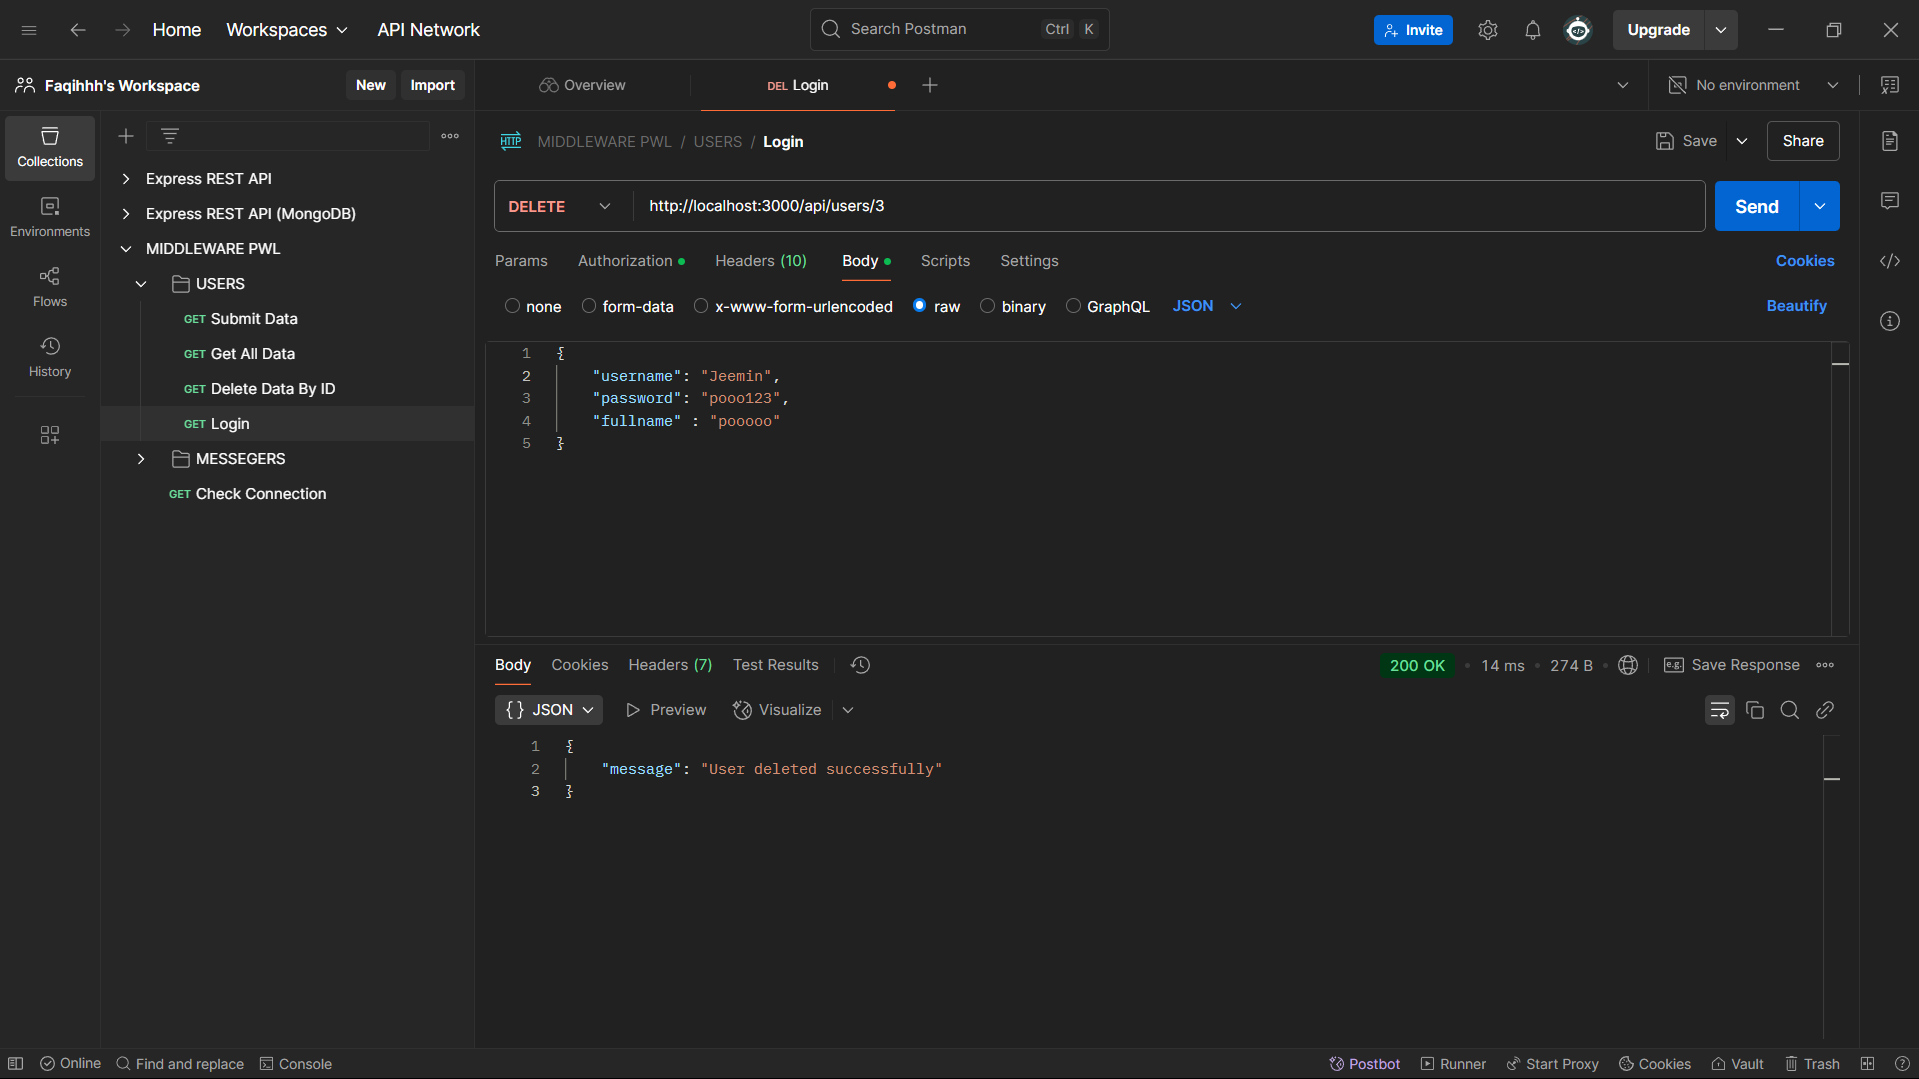 Home Workspaces API Network Search Postman Ctrl K Invite Upgrade
Faqihhh's Workspace New Import Overview DEL Login No environment
Collections
Environments
Flows
History
Express REST API
Express REST API (MongoDB)
MIDDLEWARE PWL
USERS
GET Submit Data
GET Get All Data
GET Delete Data By ID
GET Login
MESSEGERS
GET Check Connection
HTTP MIDDLEWARE PWL / USERS / Login Save Share
DELETE http://localhost:3000/api/users/3 Send
Params Authorization Headers (10) Body Scripts Settings Cookies
none form-data x-www-form-urlencoded raw binary GraphQL JSON Beautify
1 {
2 "username": "Jeemin",
3 "password": "pooo123",
4 "fullname" : "pooooo"
5 }
Body Cookies Headers (7) Test Results 200 OK • 14 ms • 274 B • e.g. Save Response
{} JSON Preview Visualize
1 {
2 "message": "User deleted successfully"
3 }
Online Find and replace Console Postbot Runner Start Proxy Cookies Vault Trash